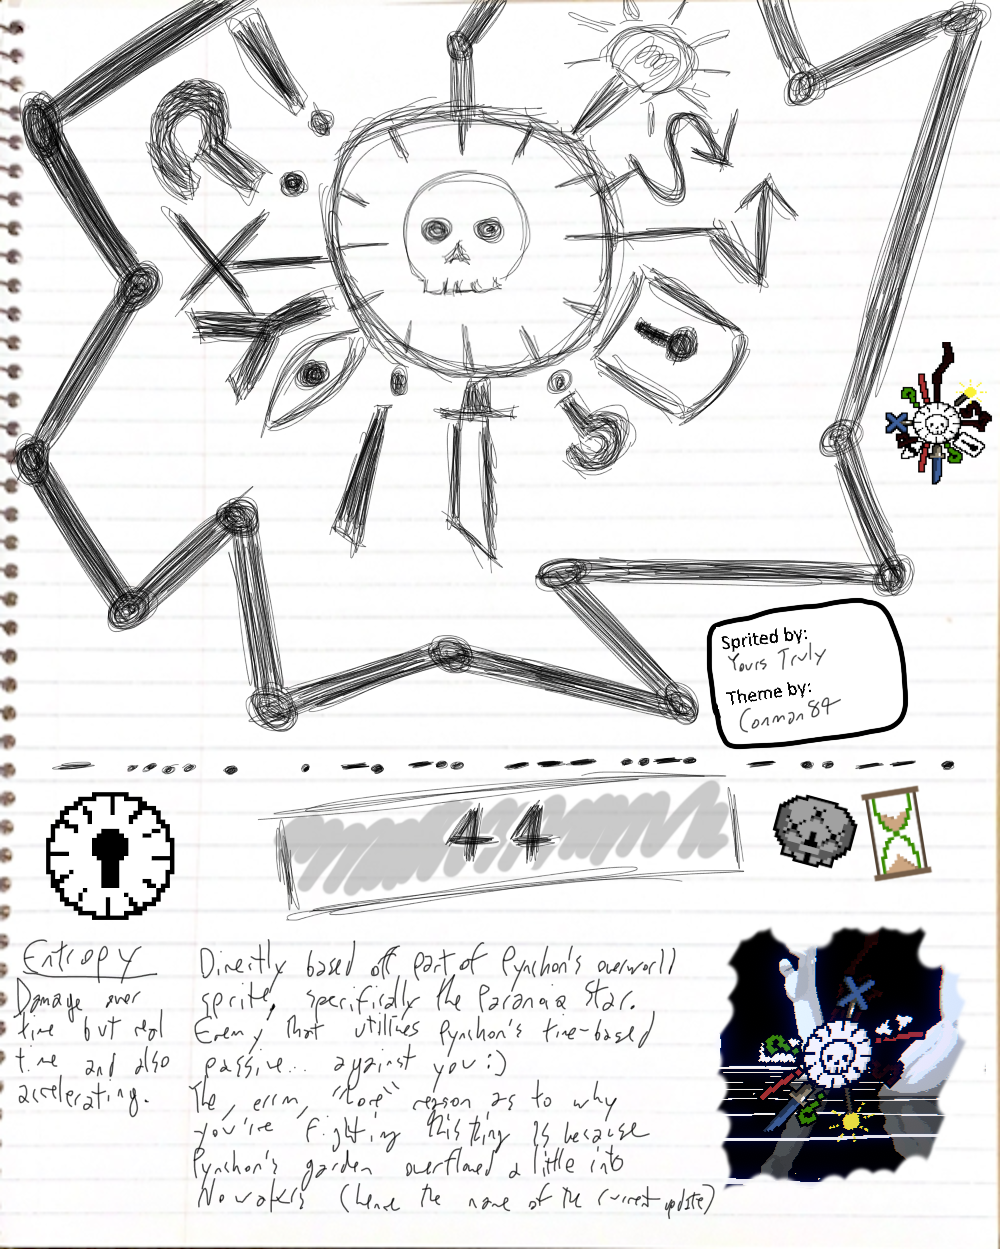 Sprited by:
Yours Truly
Theme by:
Conman84
44
Entropy
Damage over
time but real
time and also
accelerating.
Directly based off part of Pynchon's overworld
sprite, specifically the Paranoia Star.
Enemy that utilizes Pynchon's time-based
passive... against you :)
The, errm, "lore" reason as to why
you're fighting this thing is because
Pynchon's garden overflowed a little into
(hence the name of the current update)